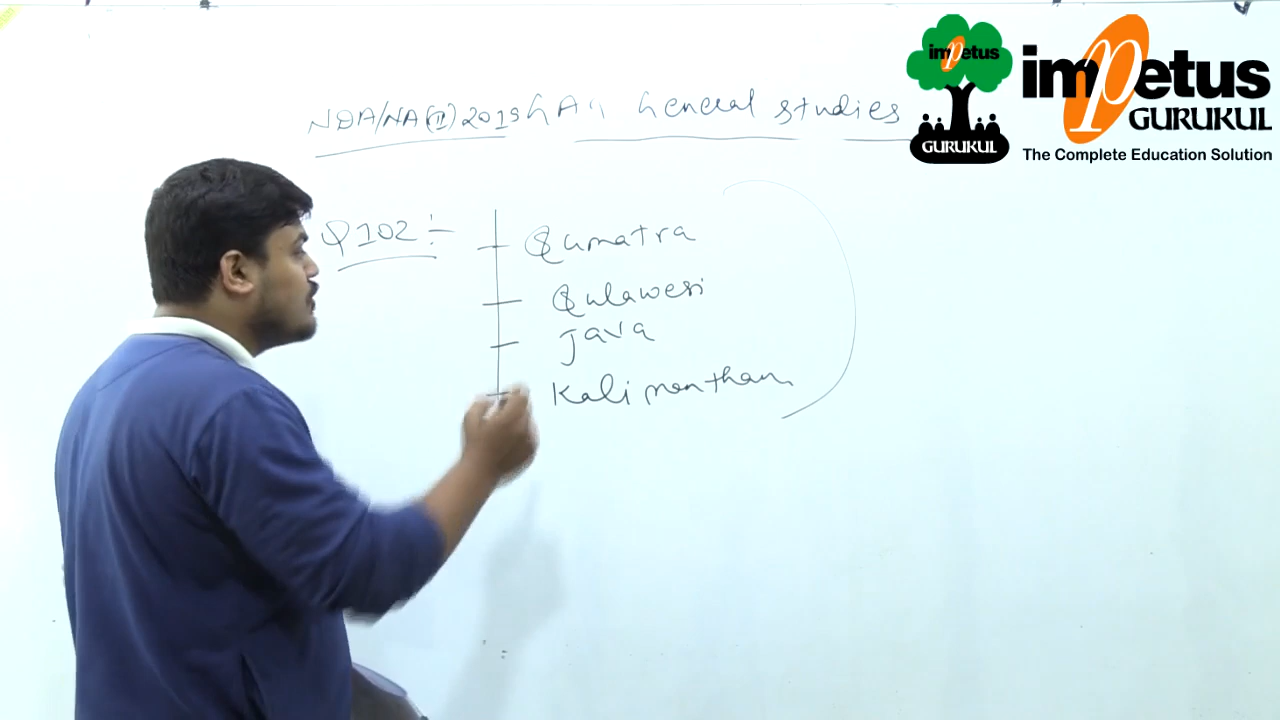 NDA/NA(II) 2019 GAT General studies
impetus
GURUKUL
impetus
GURUKUL
The Complete Education Solution
Q102 :-
Sumatra
Sulawesi
Java
Kalimanthan